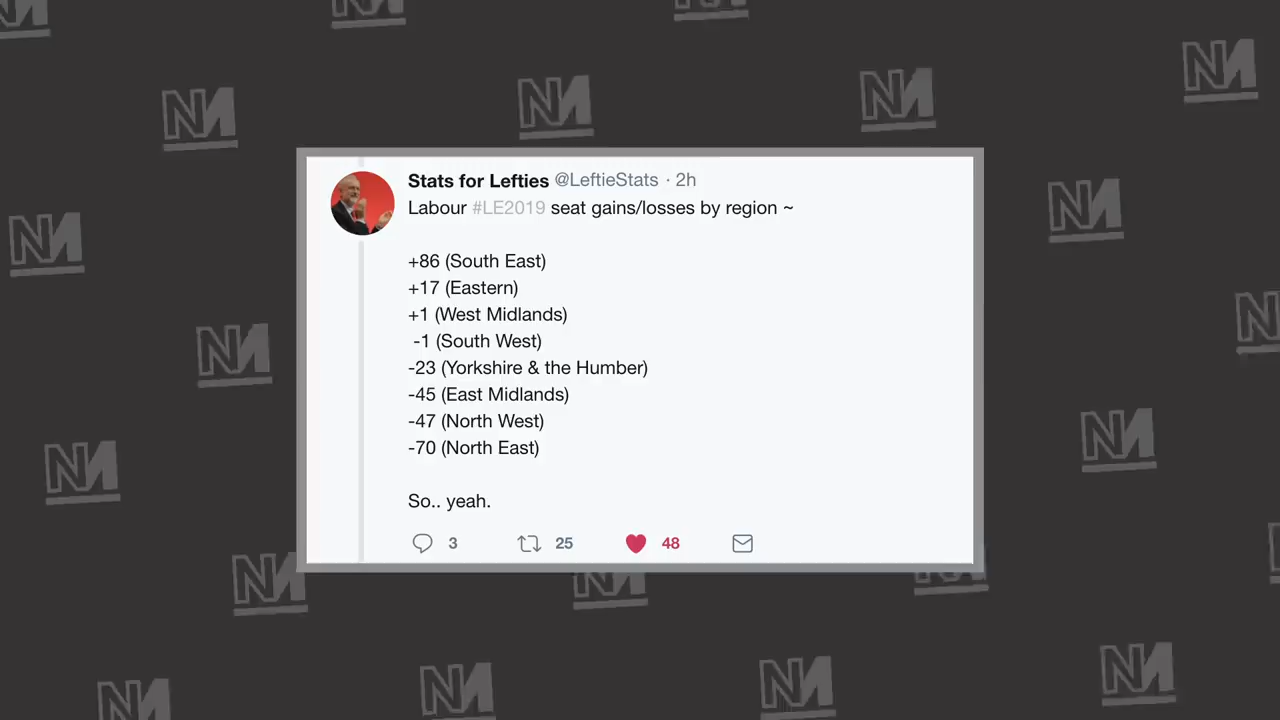 Stats for Lefties @LeftieStats · 2h
Labour #LE2019 seat gains/losses by region ~
+86 (South East)
+17 (Eastern)
+1 (West Midlands)
-1 (South West)
-23 (Yorkshire & the Humber)
-45 (East Midlands)
-47 (North West)
-70 (North East)
So.. yeah.
3 25 48